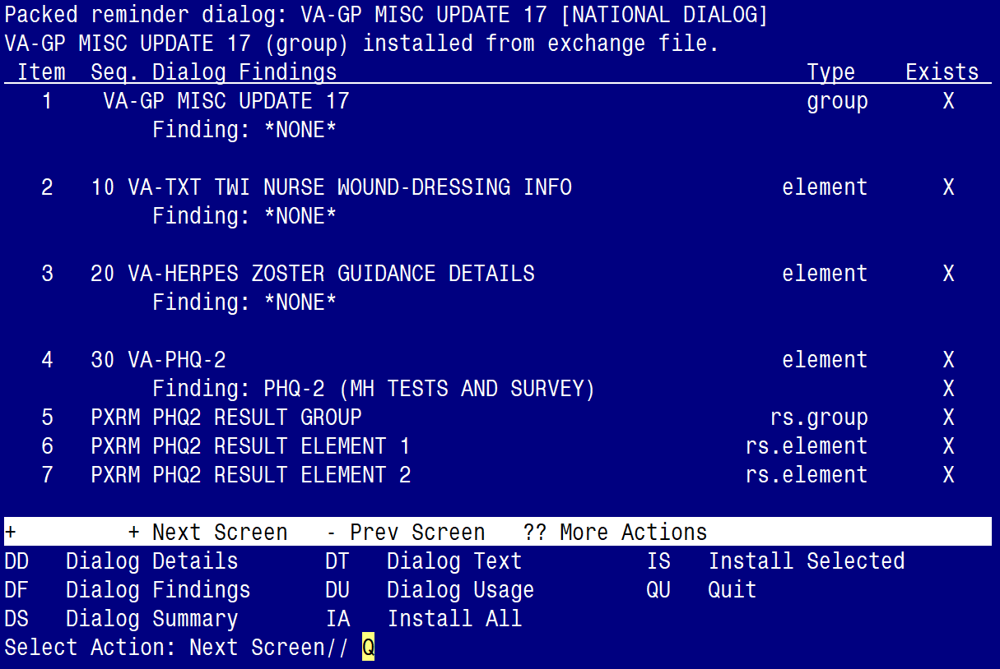 Packed reminder dialog: VA-GP MISC UPDATE 17 [NATIONAL DIALOG]
VA-GP MISC UPDATE 17 (group) installed from exchange file.
Item  Seq. Dialog Findings                                      Type    Exists
1     VA-GP MISC UPDATE 17                                     group      X
Finding: *NONE*
2   10 VA-TXT TWI NURSE WOUND-DRESSING INFO                 element      X
Finding: *NONE*
3   20 VA-HERPES ZOSTER GUIDANCE DETAILS                    element      X
Finding: *NONE*
4   30 VA-PHQ-2                                             element      X
Finding: PHQ-2 (MH TESTS AND SURVEY)                            X
5   PXRM PHQ2 RESULT GROUP                                 rs.group      X
6   PXRM PHQ2 RESULT ELEMENT 1                           rs.element      X
7   PXRM PHQ2 RESULT ELEMENT 2                           rs.element      X
+         + Next Screen   - Prev Screen   ?? More Actions
DD   Dialog Details       DT   Dialog Text          IS   Install Selected
DF   Dialog Findings      DU   Dialog Usage         QU   Quit
DS   Dialog Summary       IA   Install All
Select Action: Next Screen// Q